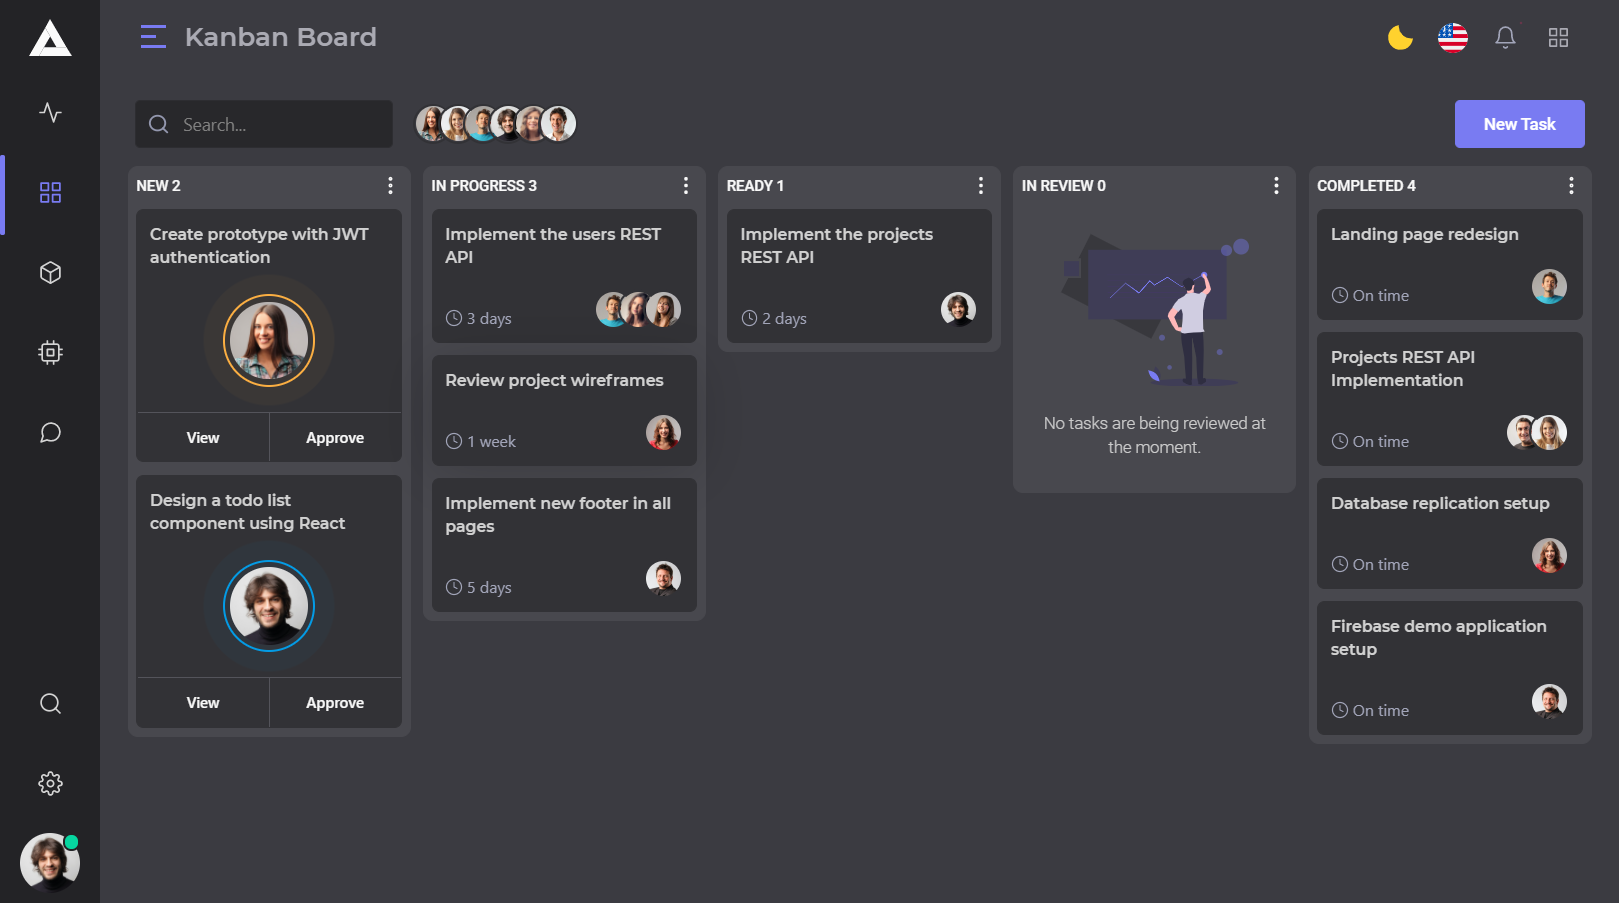 Kanban Board
Search...
New Task
NEW 2
Create prototype with JWT
authentication
View
Approve
Design a todo list
component using React
View
Approve
IN PROGRESS 3
Implement the users REST
API
3 days
Review project wireframes
1 week
Implement new footer in all
pages
5 days
READY 1
Implement the projects
REST API
2 days
IN REVIEW 0
No tasks are being reviewed at
the moment.
COMPLETED 4
Landing page redesign
On time
Projects REST API
Implementation
On time
Database replication setup
On time
Firebase demo application
setup
On time